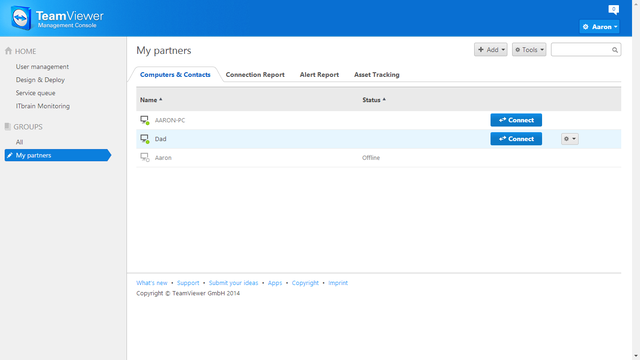 TeamViewer
Management Console
0
Aaron
HOME
User management
Design & Deploy
Service queue
ITbrain Monitoring
GROUPS
All
My partners
My partners
Add
Tools
Computers & Contacts
Connection Report
Alert Report
Asset Tracking
Name
Status
AARON-PC
Connect
Dad
Connect
Aaron
Offline
What's new • Support • Submit your ideas • Apps • Copyright • Imprint
Copyright © TeamViewer GmbH 2014